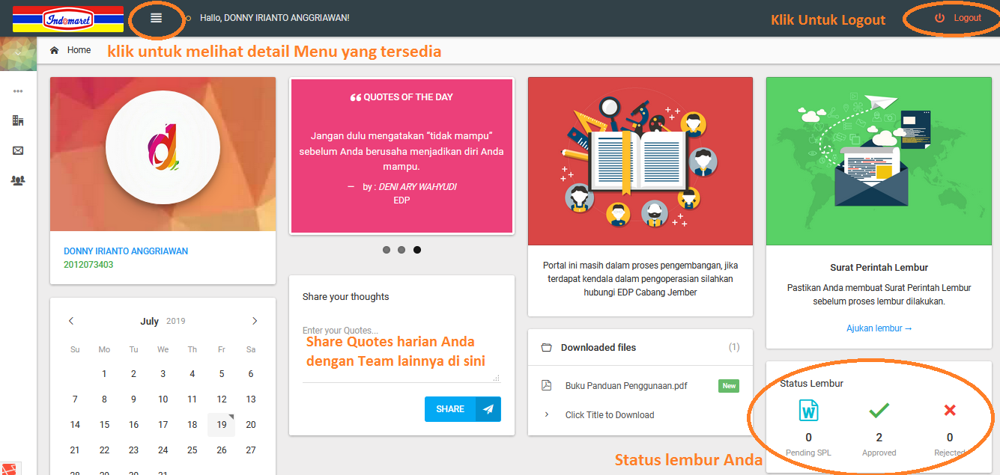 Indomaret
Hallo, DONNY IRIANTO ANGGRIAWAN!
Klik Untuk Logout
Logout
Home
klik untuk melihat detail Menu yang tersedia
DONNY IRIANTO ANGGRIAWAN
2012073403
July 2019
Su Mo Tu We Th Fr Sa
1 2 3 4 5 6
7 8 9 10 11 12 13
14 15 16 17 18 19 20
21 22 23 24 25 26 27
28 29 30 31
QUOTES OF THE DAY
Jangan dulu mengatakan “tidak mampu”
sebelum Anda berusaha menjadikan diri Anda
mampu.
— by : DENI ARY WAHYUDI
EDP
Share your thoughts
Enter your Quotes...
Share Quotes harian Anda
dengan Team lainnya di sini
SHARE
Portal ini masih dalam proses pengembangan, jika
terdapat kendala dalam pengoperasian silahkan
hubungi EDP Cabang Jember
Downloaded files (1)
Buku Panduan Penggunaan.pdf New
Click Title to Download
Surat Perintah Lembur
Pastikan Anda membuat Surat Perintah Lembur
sebelum proses lembur dilakukan.
Ajukan lembur →
Status Lembur
W
0 2 0
Pending SPL Approved Rejected
Status lembur Anda